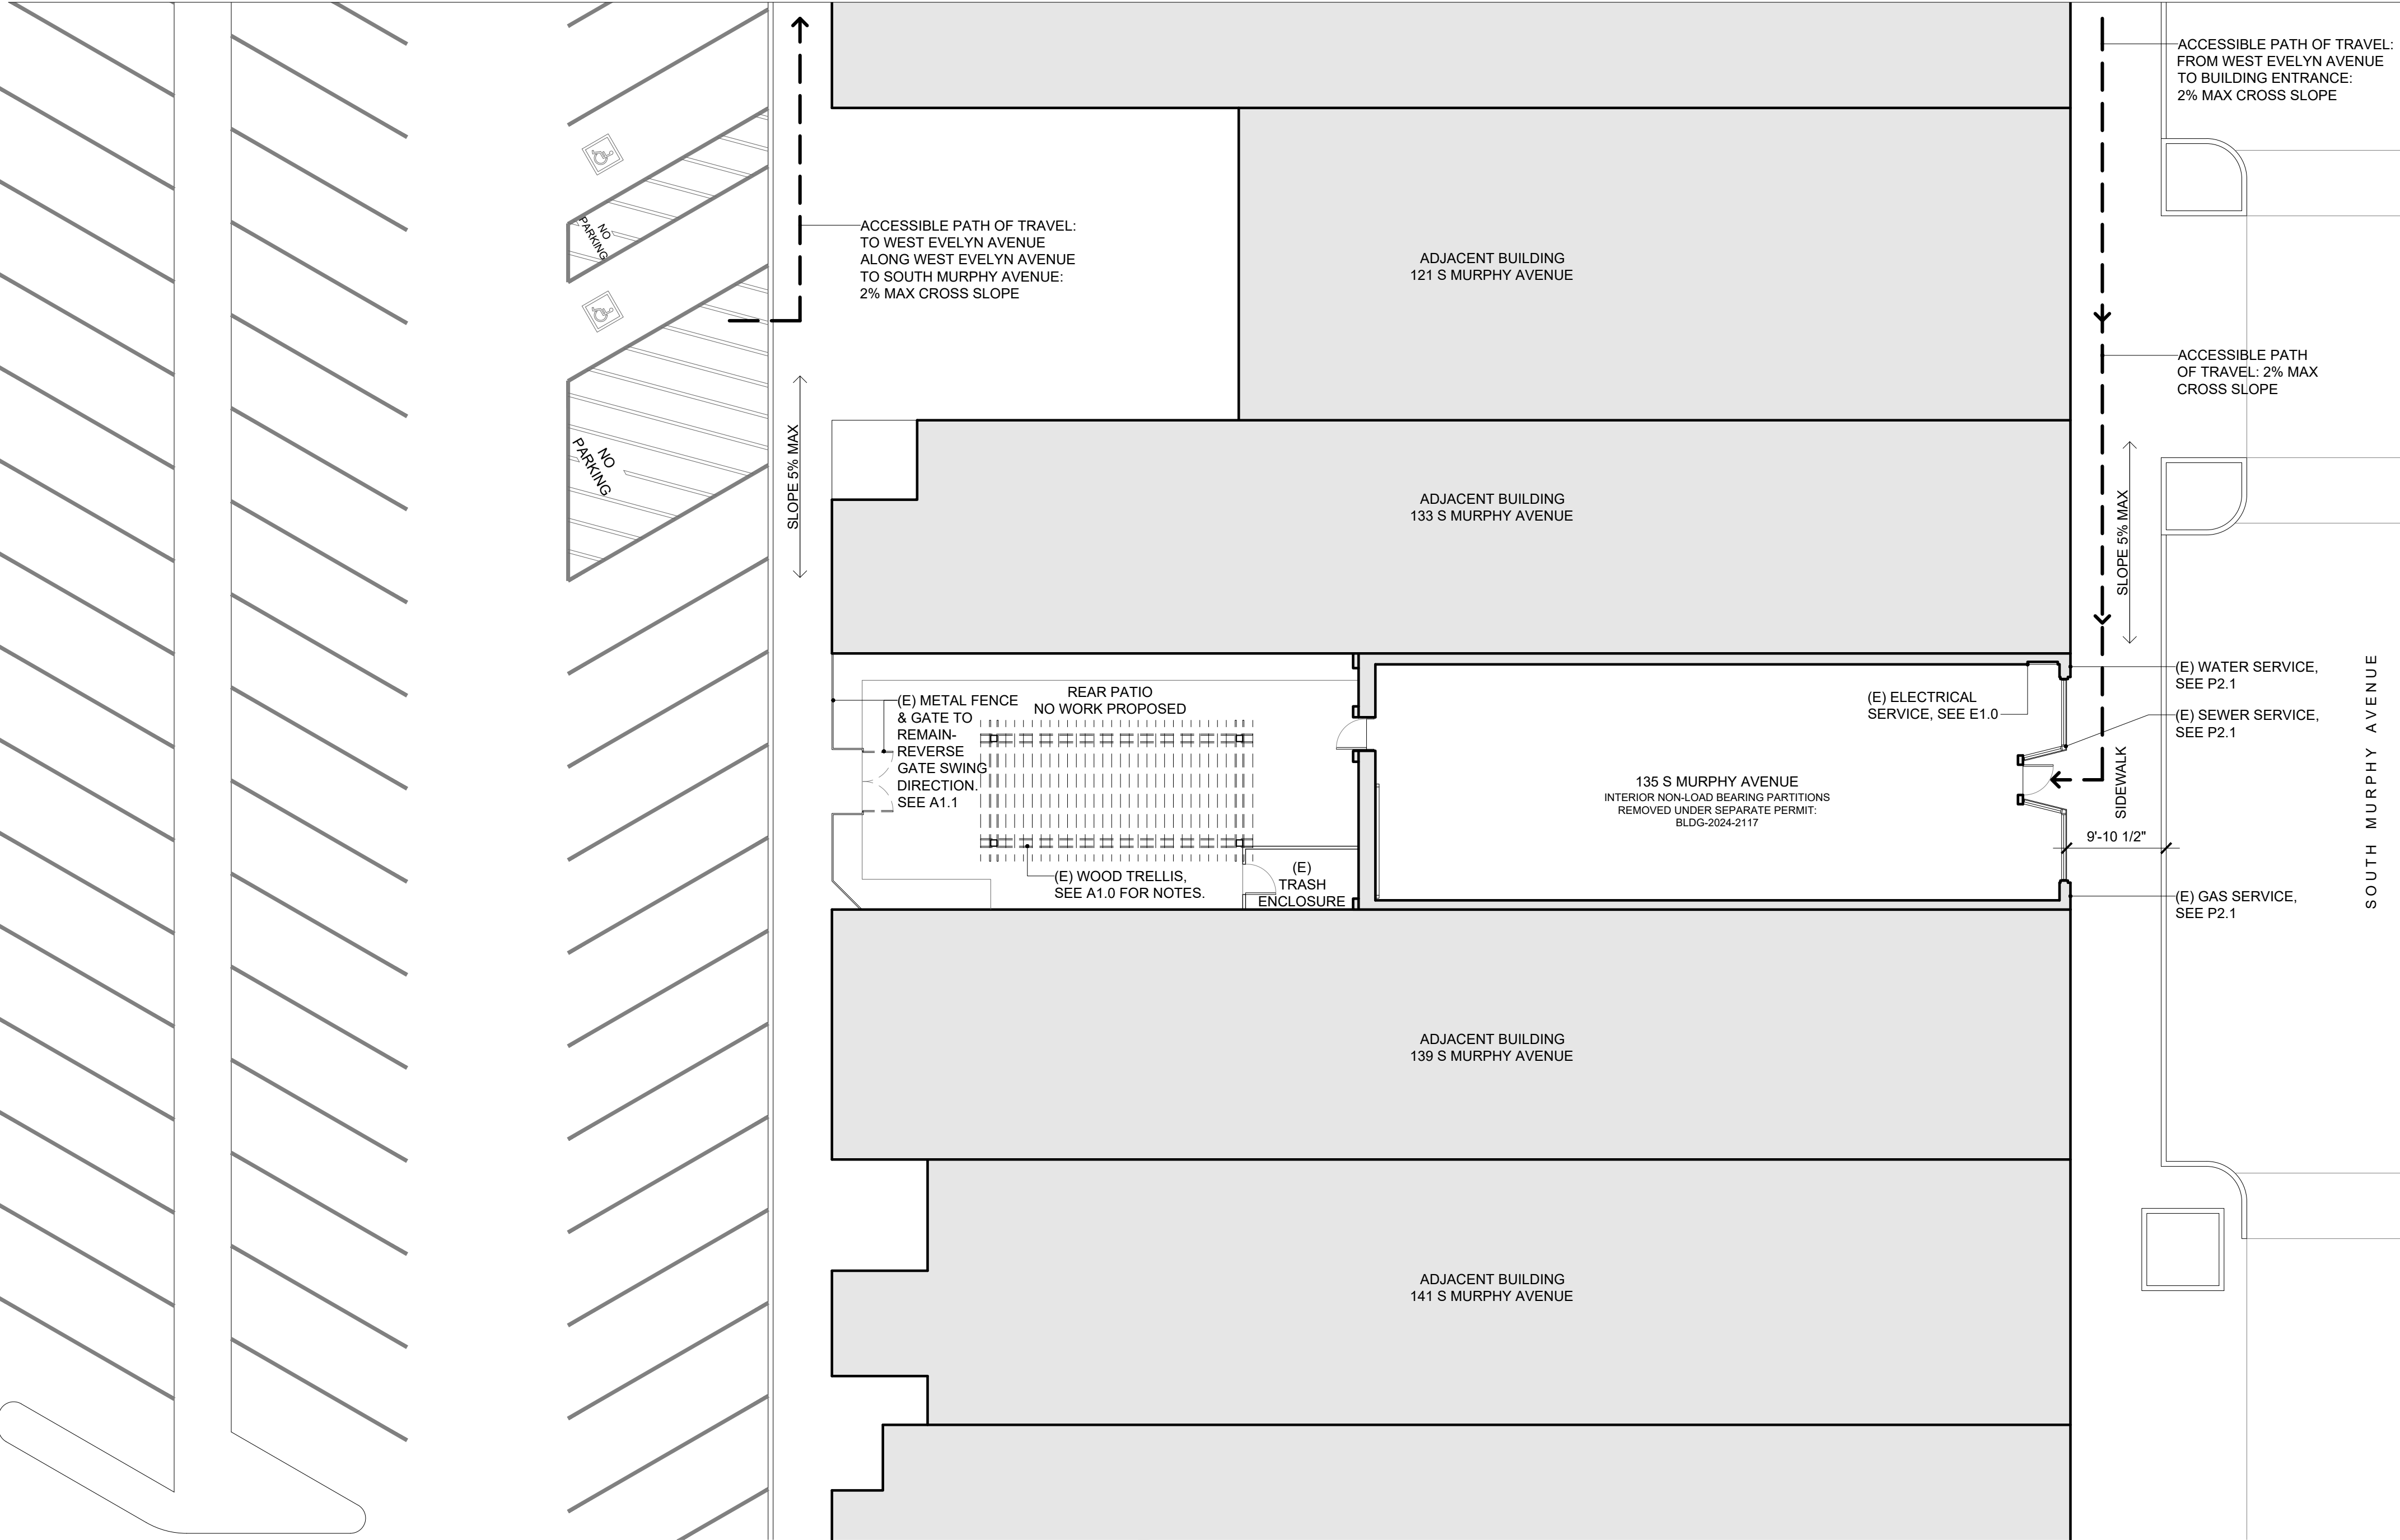 ACCESSIBLE PATH OF TRAVEL:
FROM WEST EVELYN AVENUE
TO BUILDING ENTRANCE:
2% MAX CROSS SLOPE
NO
PARKING
ACCESSIBLE PATH OF TRAVEL:
TO WEST EVELYN AVENUE
ALONG WEST EVELYN AVENUE
TO SOUTH MURPHY AVENUE:
2% MAX CROSS SLOPE
ADJACENT BUILDING
121 S MURPHY AVENUE
ACCESSIBLE PATH
OF TRAVEL: 2% MAX
CROSS SLOPE
NO
PARKING
SLOPE 5% MAX
ADJACENT BUILDING
133 S MURPHY AVENUE
SLOPE 5% MAX
(E) METAL FENCE
& GATE TO
REMAIN-
REVERSE
GATE SWING
DIRECTION.
SEE A1.1
REAR PATIO
NO WORK PROPOSED
(E) ELECTRICAL
SERVICE, SEE E1.0
(E) WATER SERVICE,
SEE P2.1
(E) SEWER SERVICE,
SEE P2.1
135 S MURPHY AVENUE
INTERIOR NON-LOAD BEARING PARTITIONS
REMOVED UNDER SEPARATE PERMIT:
BLDG-2024-2117
SIDEWALK
9'-10 1/2"
SOUTH MURPHY AVENUE
(E) WOOD TRELLIS,
SEE A1.0 FOR NOTES.
(E)
TRASH
ENCLOSURE
(E) GAS SERVICE,
SEE P2.1
ADJACENT BUILDING
139 S MURPHY AVENUE
ADJACENT BUILDING
141 S MURPHY AVENUE